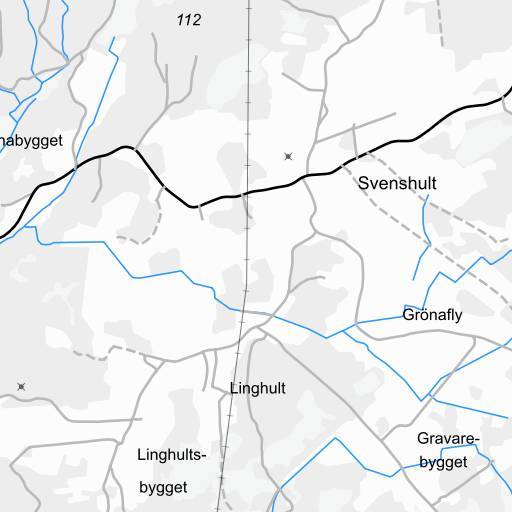 112
nabygget
Svenshult
Grönafly
Linghult
Gravare-
bygget
Linghults-
bygget